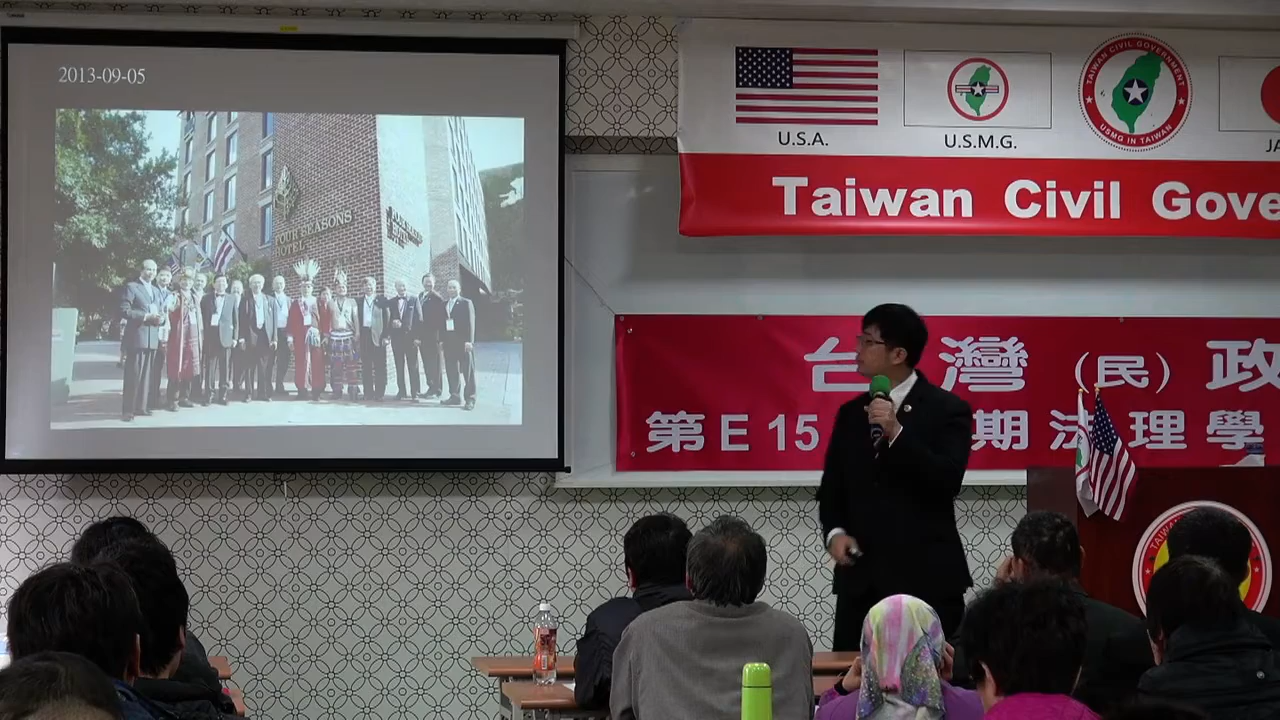 2013-09-05
FOUR SEASONS
HOTEL
U.S.A.
U.S.M.G.
TAIWAN CIVIL GOVERNMENT
USMG IN TAIWAN
JA
Taiwan Civil Gove
台灣(民)政
第E15 期法理學